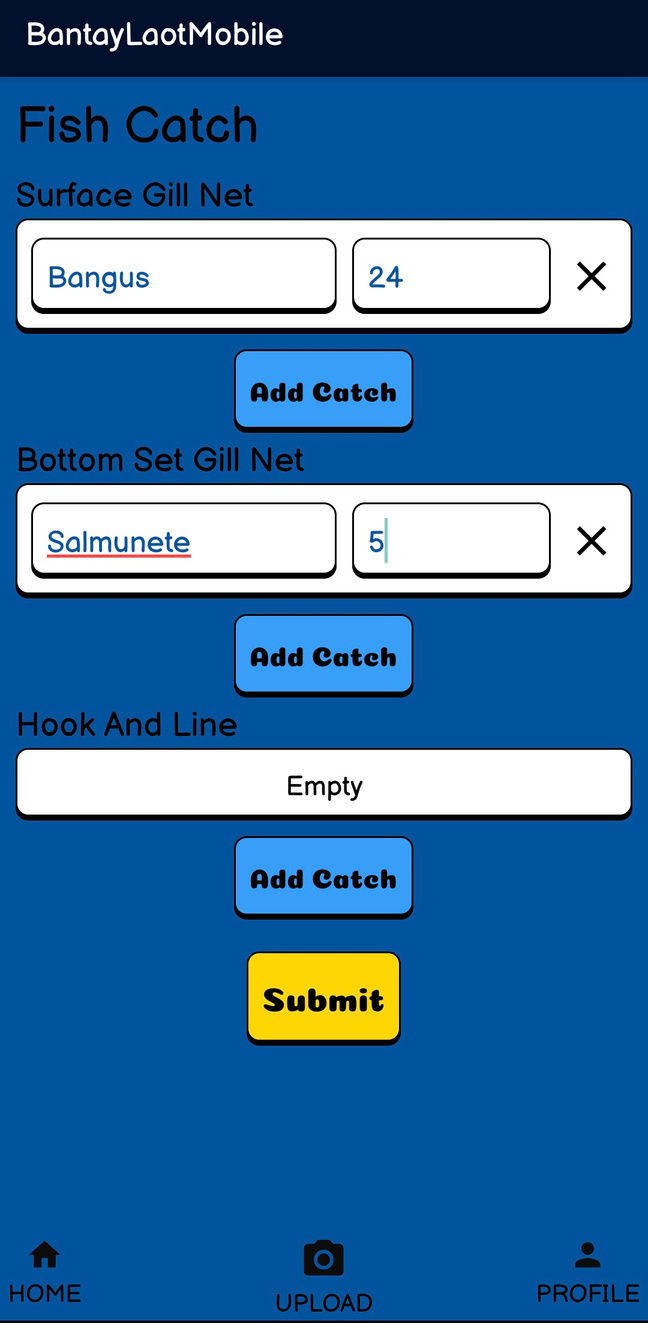 BantayLaotMobile
Fish Catch
Surface Gill Net
Bangus 24
Add Catch
Bottom Set Gill Net
Salmunete 5
Add Catch
Hook And Line
Empty
Add Catch
Submit
HOME UPLOAD PROFILE